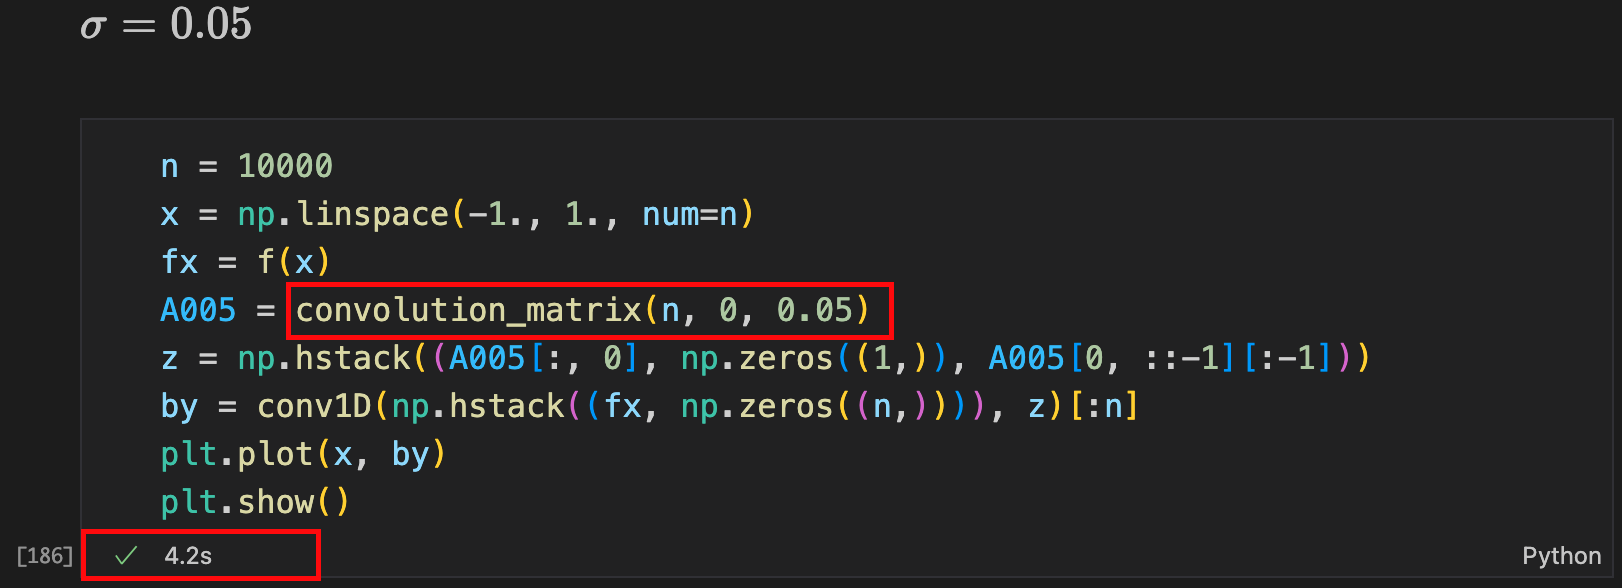 σ = 0.05
n = 10000
x = np.linspace(-1., 1., num=n)
fx = f(x)
A005 = convolution_matrix(n, 0, 0.05)
z = np.hstack((A005[:, 0], np.zeros((1,)), A005[0, ::-1][:-1]))
by = conv1D(np.hstack((fx, np.zeros((n,)))), z)[:n]
plt.plot(x, by)
plt.show()
[186] ✓ 4.2s Python